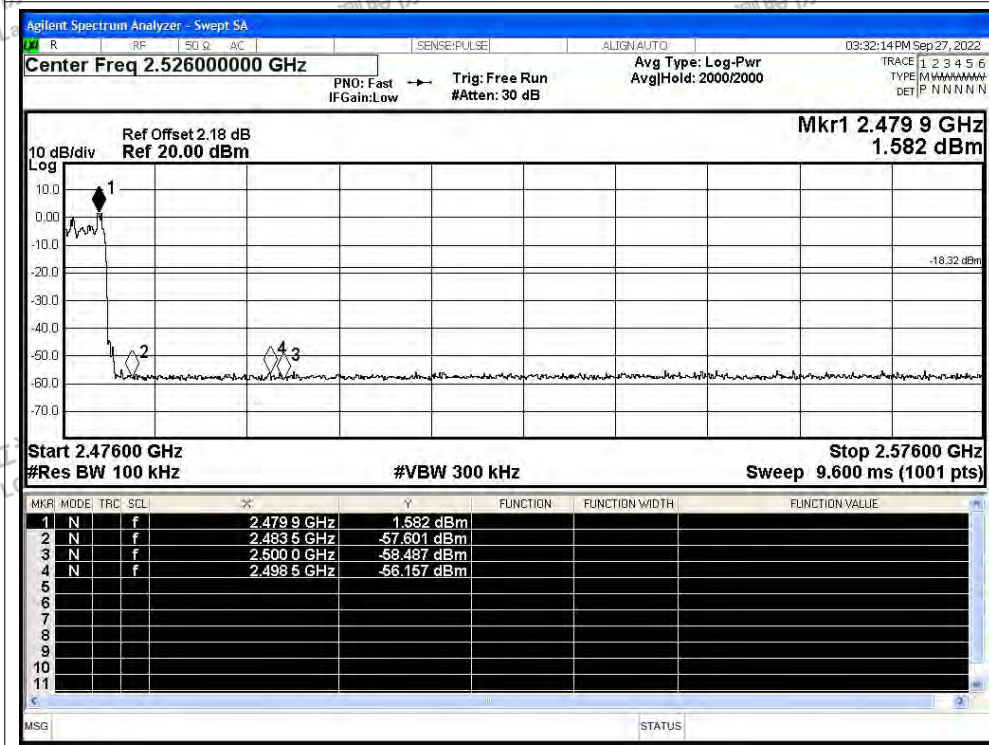 Agilent Spectrum Analyzer - Swept SA
R RF 50 Ω AC SENSE:PULSE ALIGN AUTO 03:32:14 PM Sep 27, 2022
Center Freq 2.526000000 GHz
PNO: Fast
IFGain:Low
Trig: Free Run
#Atten: 30 dB
Avg Type: Log-Pwr
Avg|Hold: 2000/2000
TRACE 1 2 3 4 5 6
TYPE M
DET P N N N N N
Mkr1 2.479 9 GHz
1.582 dBm
Ref Offset 2.18 dB
10 dB/div Ref 20.00 dBm
Log
10.0
0.00
-10.0
-20.0
-30.0
-40.0
-50.0
-60.0
-70.0
1
2
4
3
-18.32 dBm
Start 2.47600 GHz Stop 2.57600 GHz
#Res BW 100 kHz #VBW 300 kHz Sweep 9.600 ms (1001 pts)
MKR MODE TRC SCL X Y FUNCTION FUNCTION WIDTH FUNCTION VALUE
1 N f 2.479 9 GHz 1.582 dBm
2 N f 2.483 5 GHz -57.601 dBm
3 N f 2.500 0 GHz -58.487 dBm
4 N f 2.498 5 GHz -56.157 dBm
5
6
7
8
9
10
11
MSG STATUS